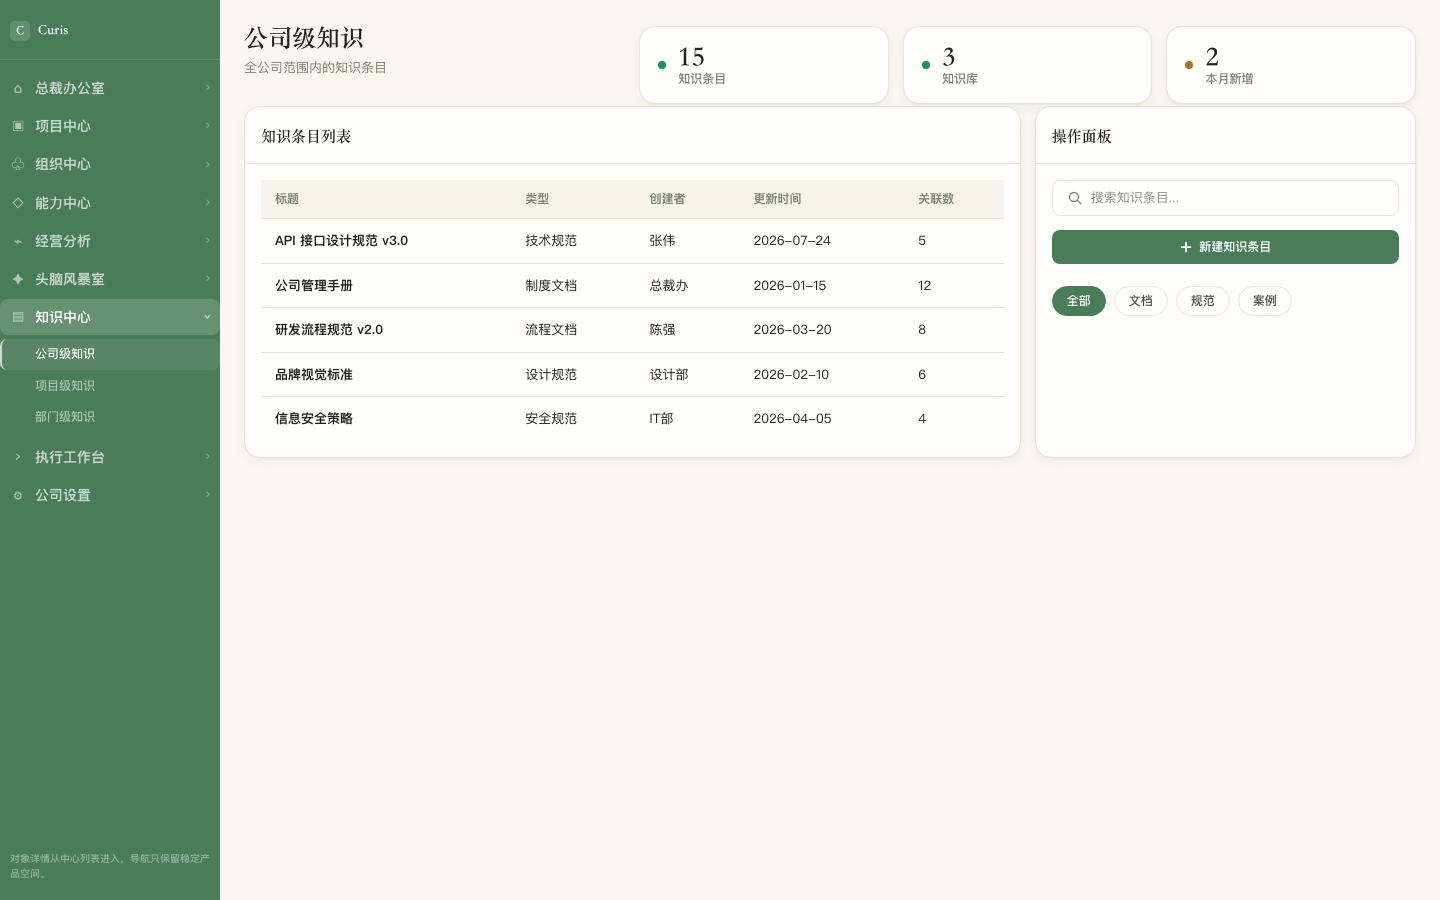 C Curis
总裁办公室
项目中心
组织中心
能力中心
经营分析
头脑风暴室
知识中心
公司级知识
项目级知识
部门级知识
执行工作台
公司设置
对象详情从中心列表进入，导航只保留稳定产
品空间。
公司级知识
全公司范围内的知识条目
15
知识条目
3
知识库
2
本月新增
知识条目列表
标题 类型 创建者 更新时间 关联数
API 接口设计规范 v3.0 技术规范 张伟 2026-07-24 5
公司管理手册 制度文档 总裁办 2026-01-15 12
研发流程规范 v2.0 流程文档 陈强 2026-03-20 8
品牌视觉标准 设计规范 设计部 2026-02-10 6
信息安全策略 安全规范 IT部 2026-04-05 4
操作面板
搜索知识条目...
+ 新建知识条目
全部 文档 规范 案例